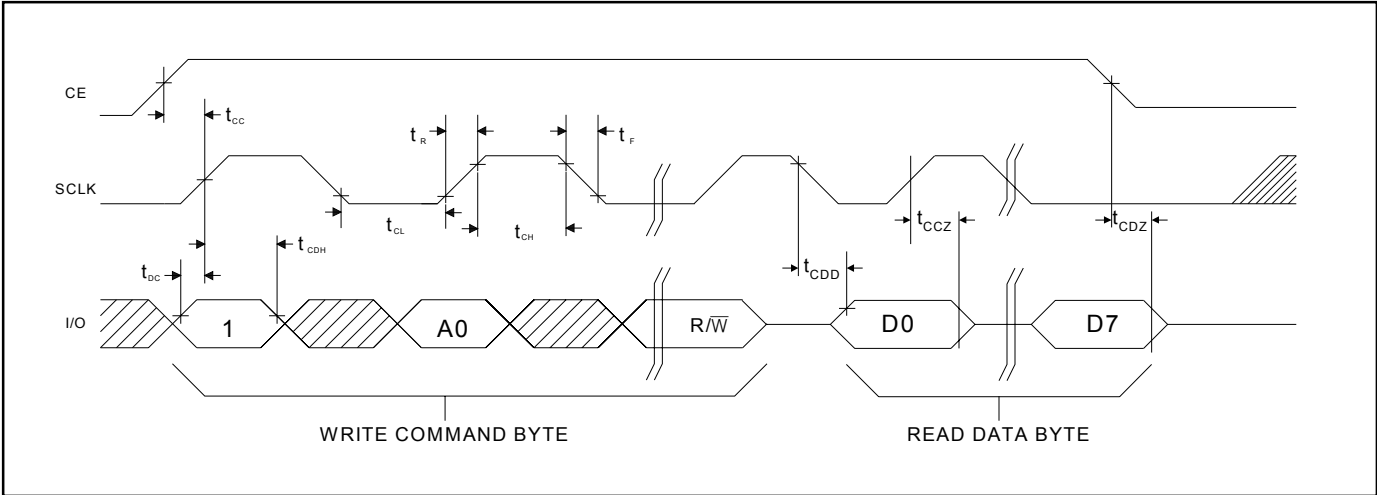 CE
tCC
tR
tF
SCLK
tCL
tCH
tCCZ
tCDZ
tCDH
tDC
tCDD
I/O
1
A0
R/W̅
D0
D7
WRITE COMMAND BYTE
READ DATA BYTE